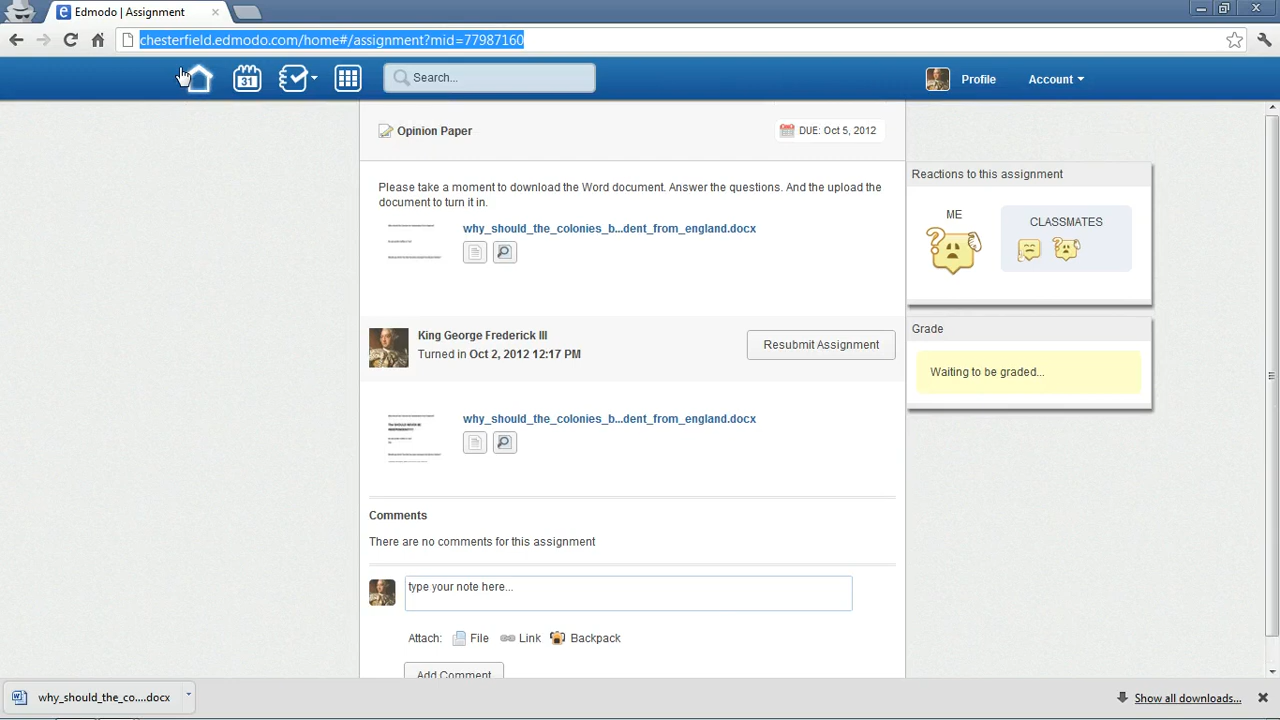 Edmodo | Assignment
chesterfield.edmodo.com/home#/assignment?mid=77987160
31
Search...
Profile
Account
Opinion Paper
DUE: Oct 5, 2012
Please take a moment to download the Word document. Answer the questions. And the upload the
document to turn it in.
why_should_the_colonies_b...dent_from_england.docx
Reactions to this assignment
ME
CLASSMATES
King George Frederick III
Turned in Oct 2, 2012 12:17 PM
Resubmit Assignment
Grade
Waiting to be graded...
why_should_the_colonies_b...dent_from_england.docx
Comments
There are no comments for this assignment
type your note here...
Attach: File Link Backpack
Add Comment
why_should_the_co....docx
Show all downloads...